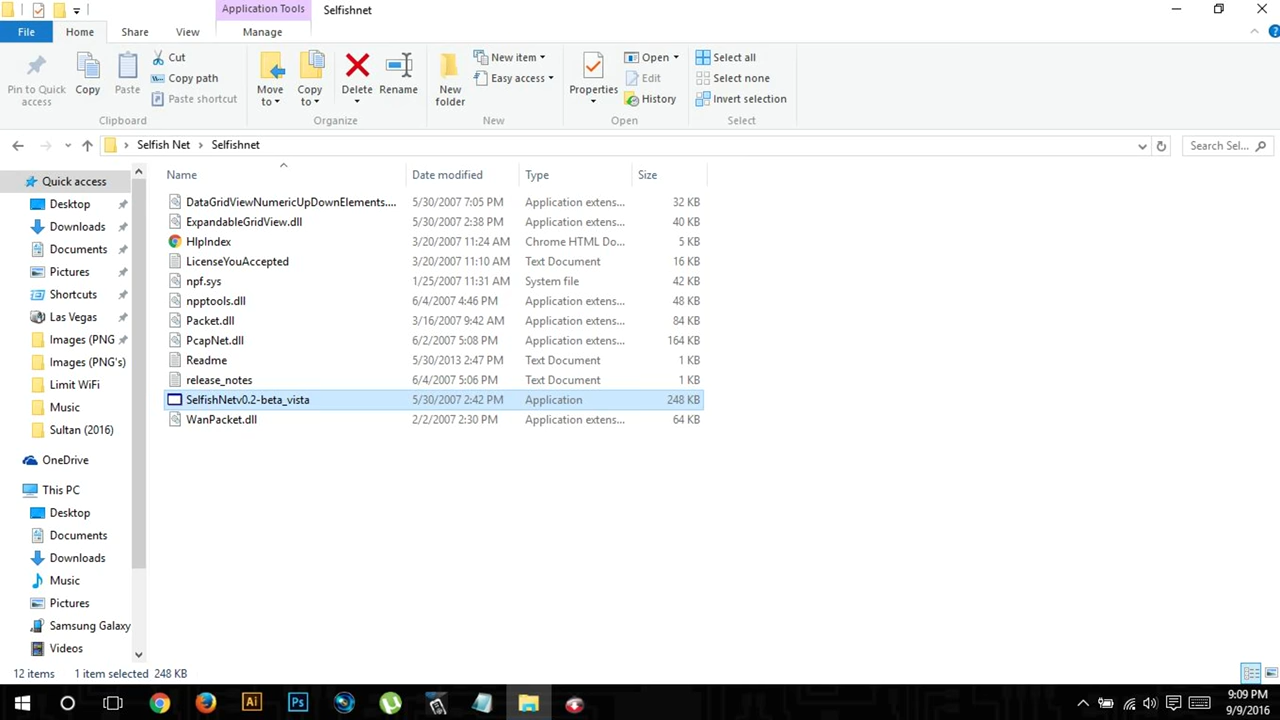 Application Tools
Selfishnet
File
Home
Share
View
Manage
Pin to Quick access
Copy
Paste
Cut
Copy path
Paste shortcut
Clipboard
Move to
Copy to
Delete
Rename
Organize
New folder
New item
Easy access
New
Properties
Open
Edit
History
Open
Select all
Select none
Invert selection
Select
Selfish Net > Selfishnet
Search Sel...
Quick access
Desktop
Downloads
Documents
Pictures
Shortcuts
Las Vegas
Images (PNG
Images (PNG's)
Limit WiFi
Music
Sultan (2016)
OneDrive
This PC
Desktop
Documents
Downloads
Music
Pictures
Samsung Galaxy
Videos
Name Date modified Type Size
DataGridViewNumericUpDownElements.... 5/30/2007 7:05 PM Application extens... 32 KB
ExpandableGridView.dll 5/30/2007 2:38 PM Application extens... 40 KB
HlpIndex 3/20/2007 11:24 AM Chrome HTML Do... 5 KB
LicenseYouAccepted 3/20/2007 11:10 AM Text Document 16 KB
npf.sys 1/25/2007 11:31 AM System file 42 KB
npptools.dll 6/4/2007 4:46 PM Application extens... 48 KB
Packet.dll 3/16/2007 9:42 AM Application extens... 84 KB
PcapNet.dll 6/2/2007 5:08 PM Application extens... 164 KB
Readme 5/30/2013 2:47 PM Text Document 1 KB
release_notes 6/4/2007 5:06 PM Text Document 1 KB
SelfishNetv0.2-beta_vista 5/30/2007 2:42 PM Application 248 KB
WanPacket.dll 2/2/2007 2:30 PM Application extens... 64 KB
12 items 1 item selected 248 KB
Ai
Ps
9:09 PM
9/9/2016